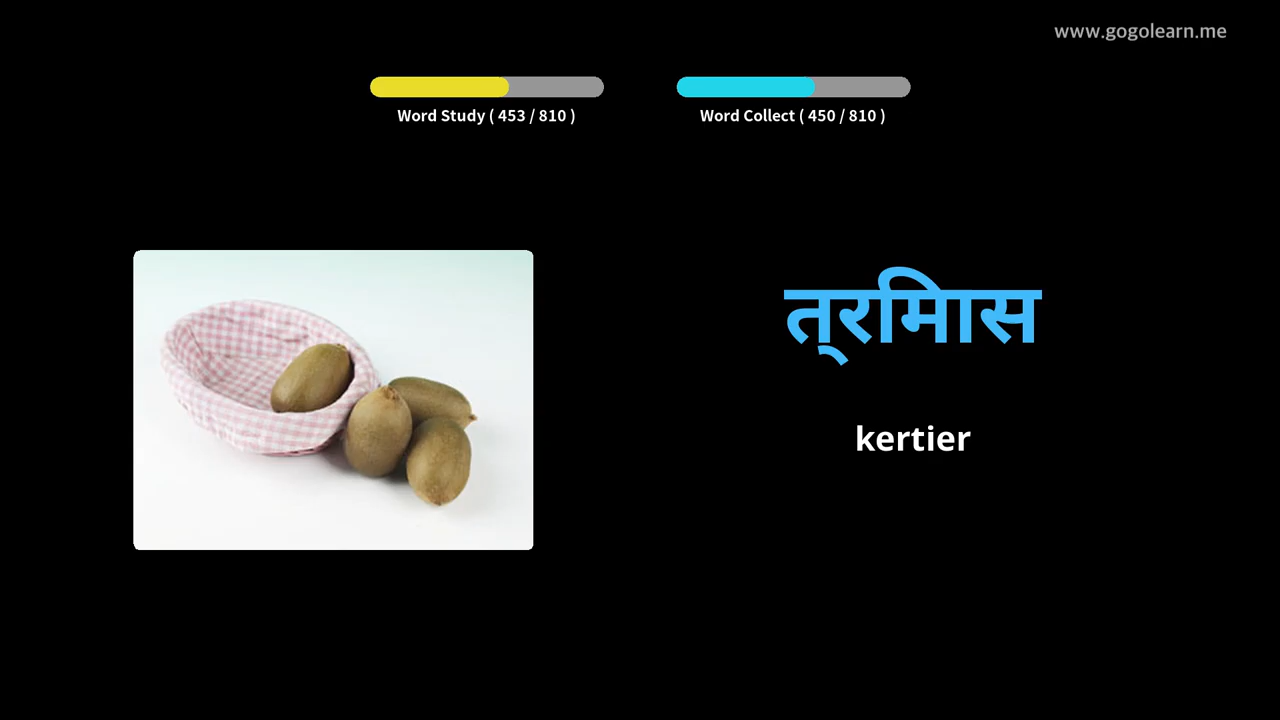 www.gogolearn.me
Word Study ( 453 / 810 )
Word Collect ( 450 / 810 )
त्‌रमिास
kertier